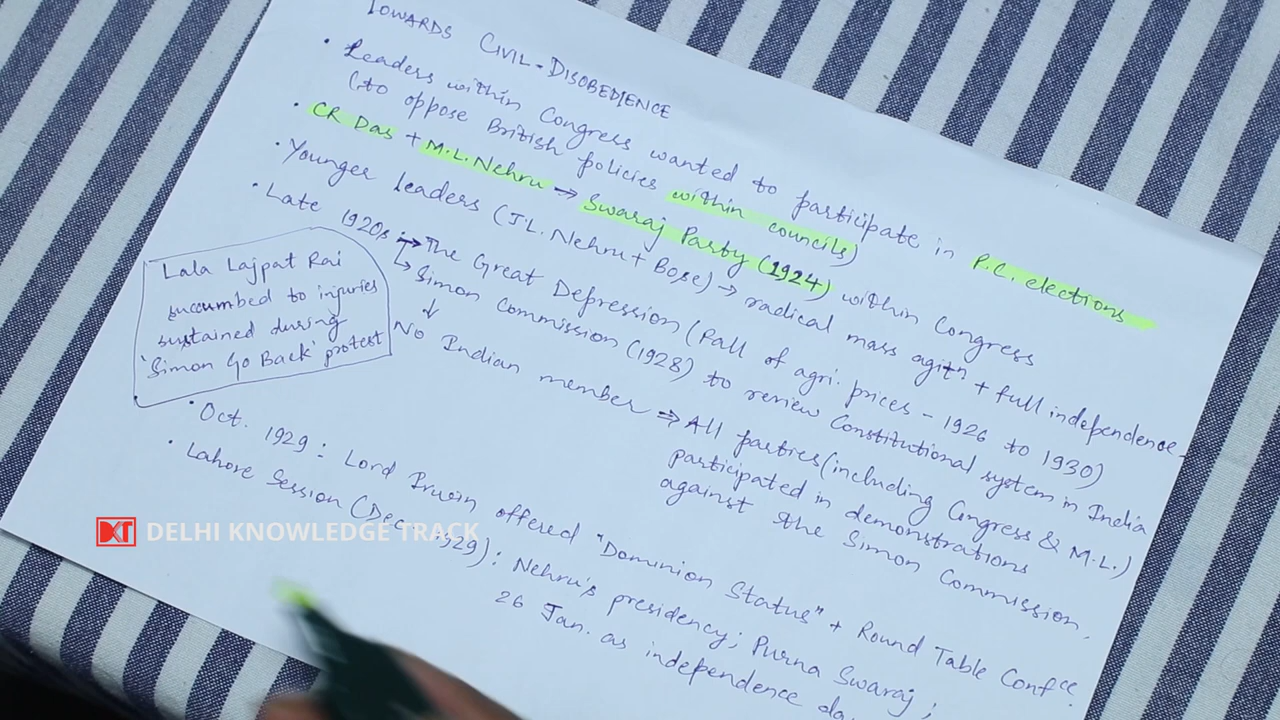 TOWARDS CIVIL-DISOBEDIENCE
• Leaders within Congress wanted to participate in P.C. elections
(to oppose British policies within councils)
• CR Das + M.L. Nehru → Swaraj Party (1924) within Congress
• Younger leaders (JL. Nehru + Bose) → radical mass agitn + full independence.
• Late 1920s : → The Great Depression (Fall of agri. prices - 1926 to 1930)
↳ Simon Commission (1928) to review Constitutional system in India
↓
No Indian member ⇒ All parties (including Congress & M.L.)
participated in demonstrations
against the Simon Commission.
Lala Lajpat Rai
succumbed to injuries
sustained during
'Simon Go Back' protest
• Oct. 1929 : Lord Irwin offered "Dominion Status" + Round Table Confce.
• Lahore Session (Dec 1929) : Nehru's presidency; Purna Swaraj ;
26 Jan. as independence
DKT DELHI KNOWLEDGE TRACK